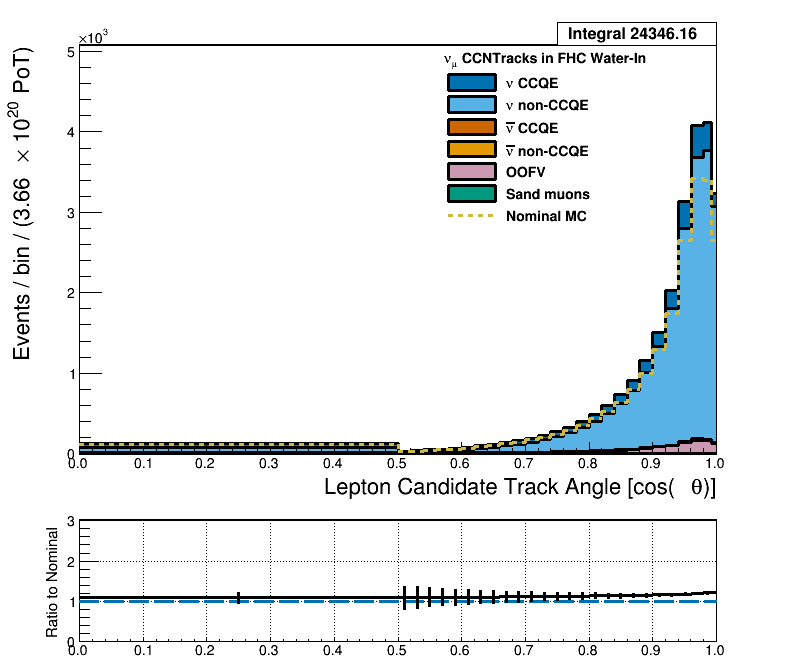 Integral 24346.16
×10³
ν_μ CCNTracks in FHC Water-In
ν CCQE
ν non-CCQE
ν̅ CCQE
ν̅ non-CCQE
OOFV
Sand muons
Nominal MC
Events / bin / (3.66 × 10²⁰ PoT)
5
4
3
2
1
0
0.0 0.1 0.2 0.3 0.4 0.5 0.6 0.7 0.8 0.9 1.0
Lepton Candidate Track Angle [cos( θ)]
Ratio to Nominal
3
2
1
0
0.0 0.1 0.2 0.3 0.4 0.5 0.6 0.7 0.8 0.9 1.0